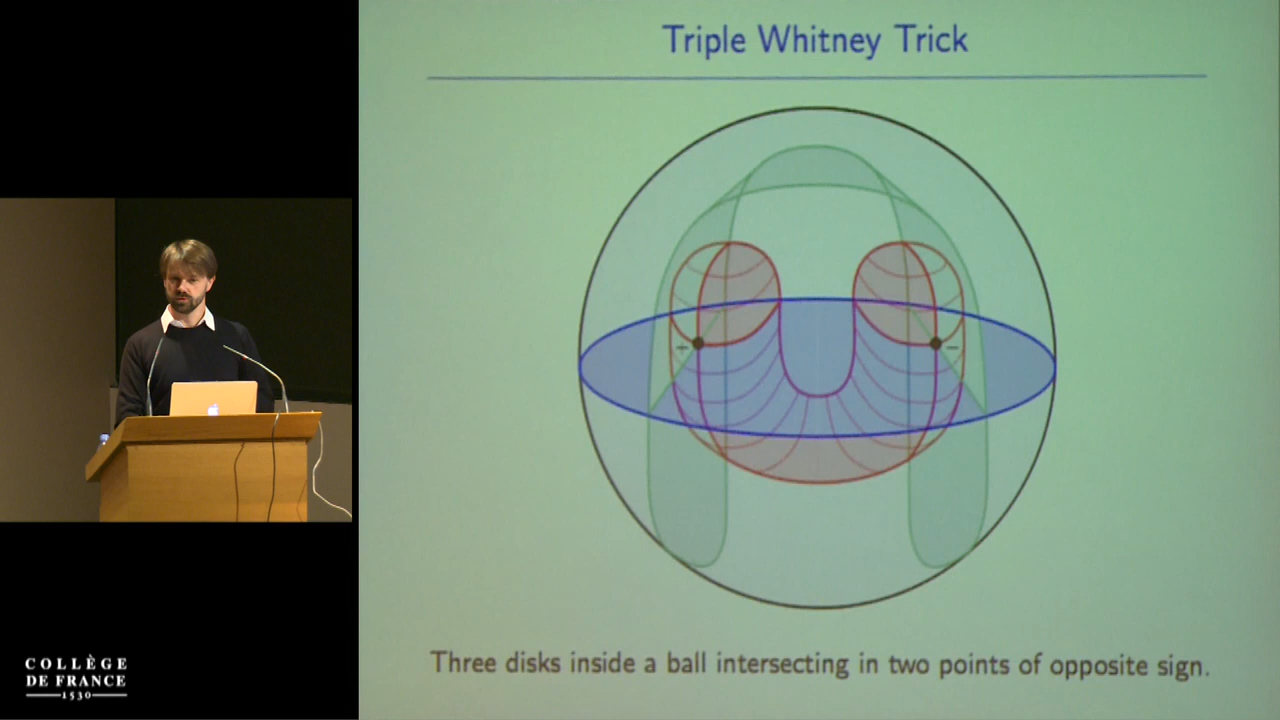 Triple Whitney Trick
+
−
Three disks inside a ball intersecting in two points of opposite sign.
COLLÈGE
DE FRANCE
1530